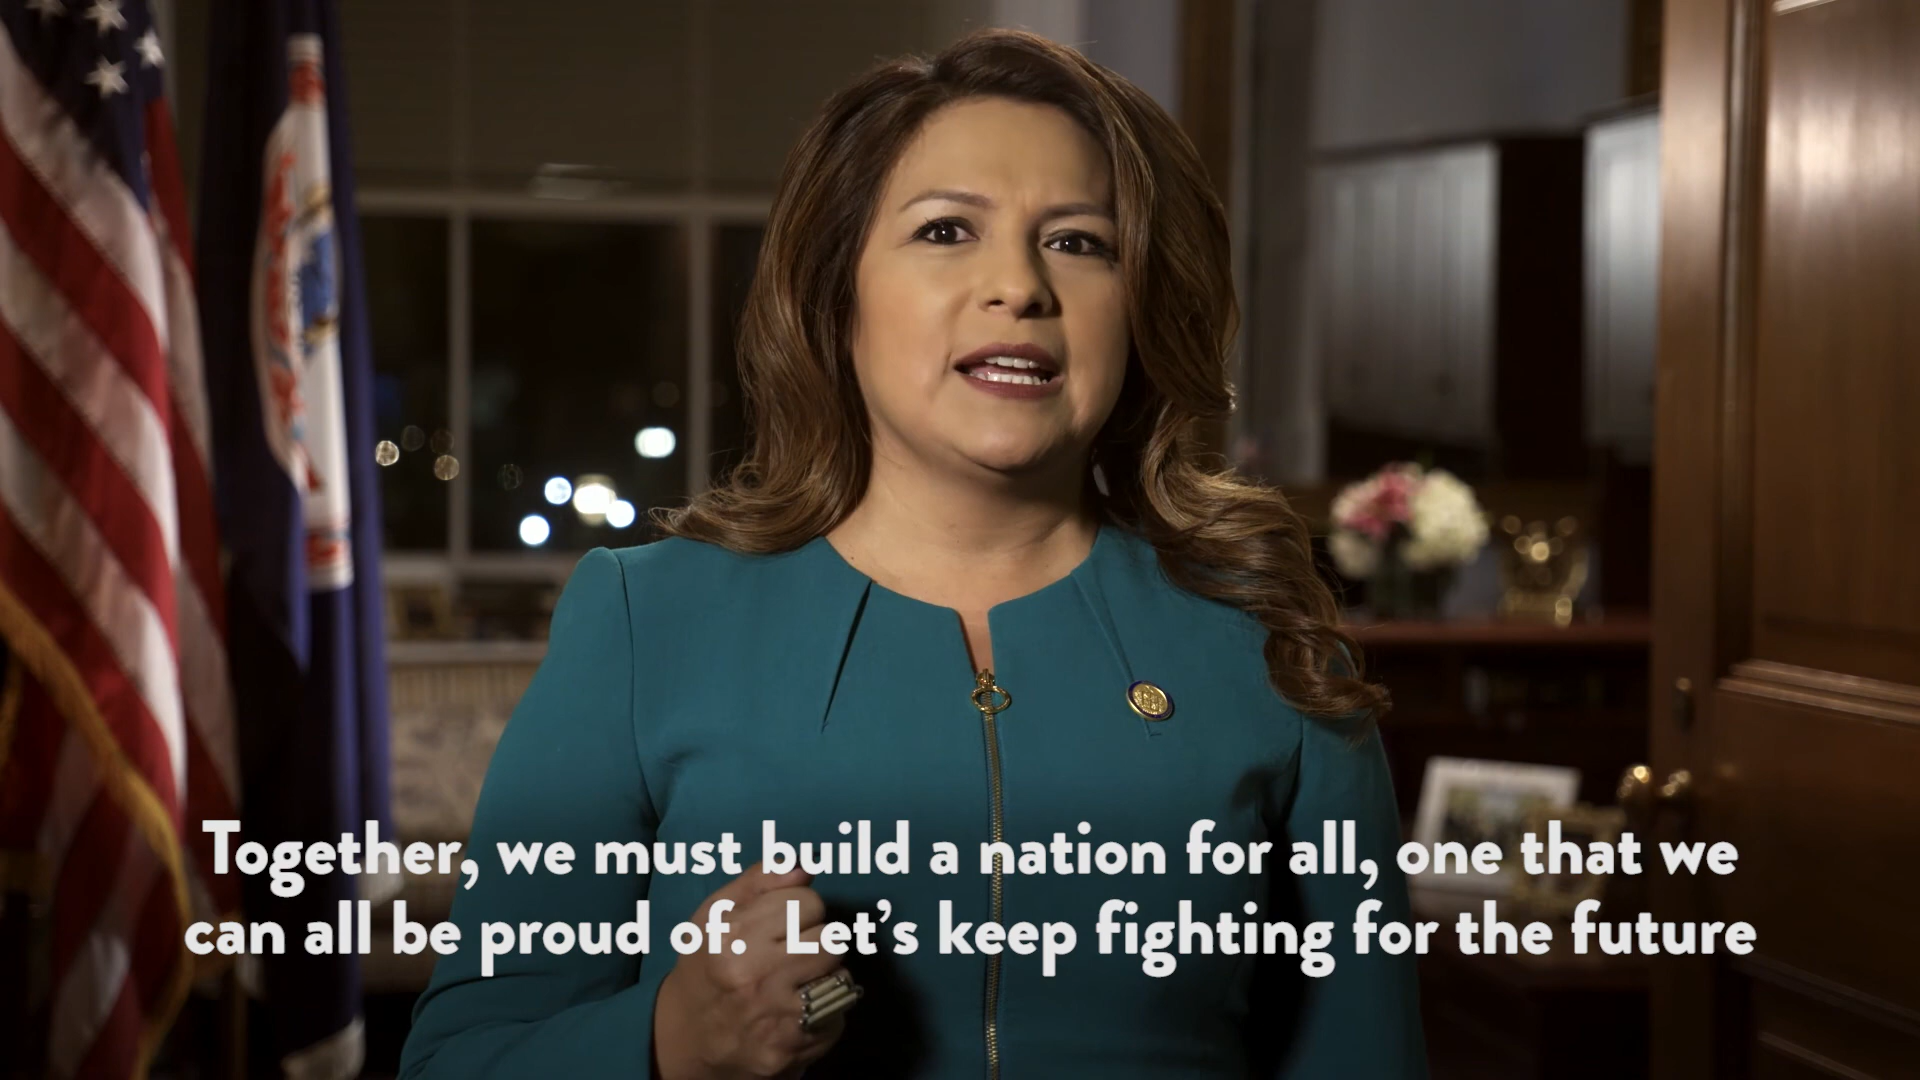 Together, we must build a nation for all, one that we
can all be proud of.  Let’s keep fighting for the future